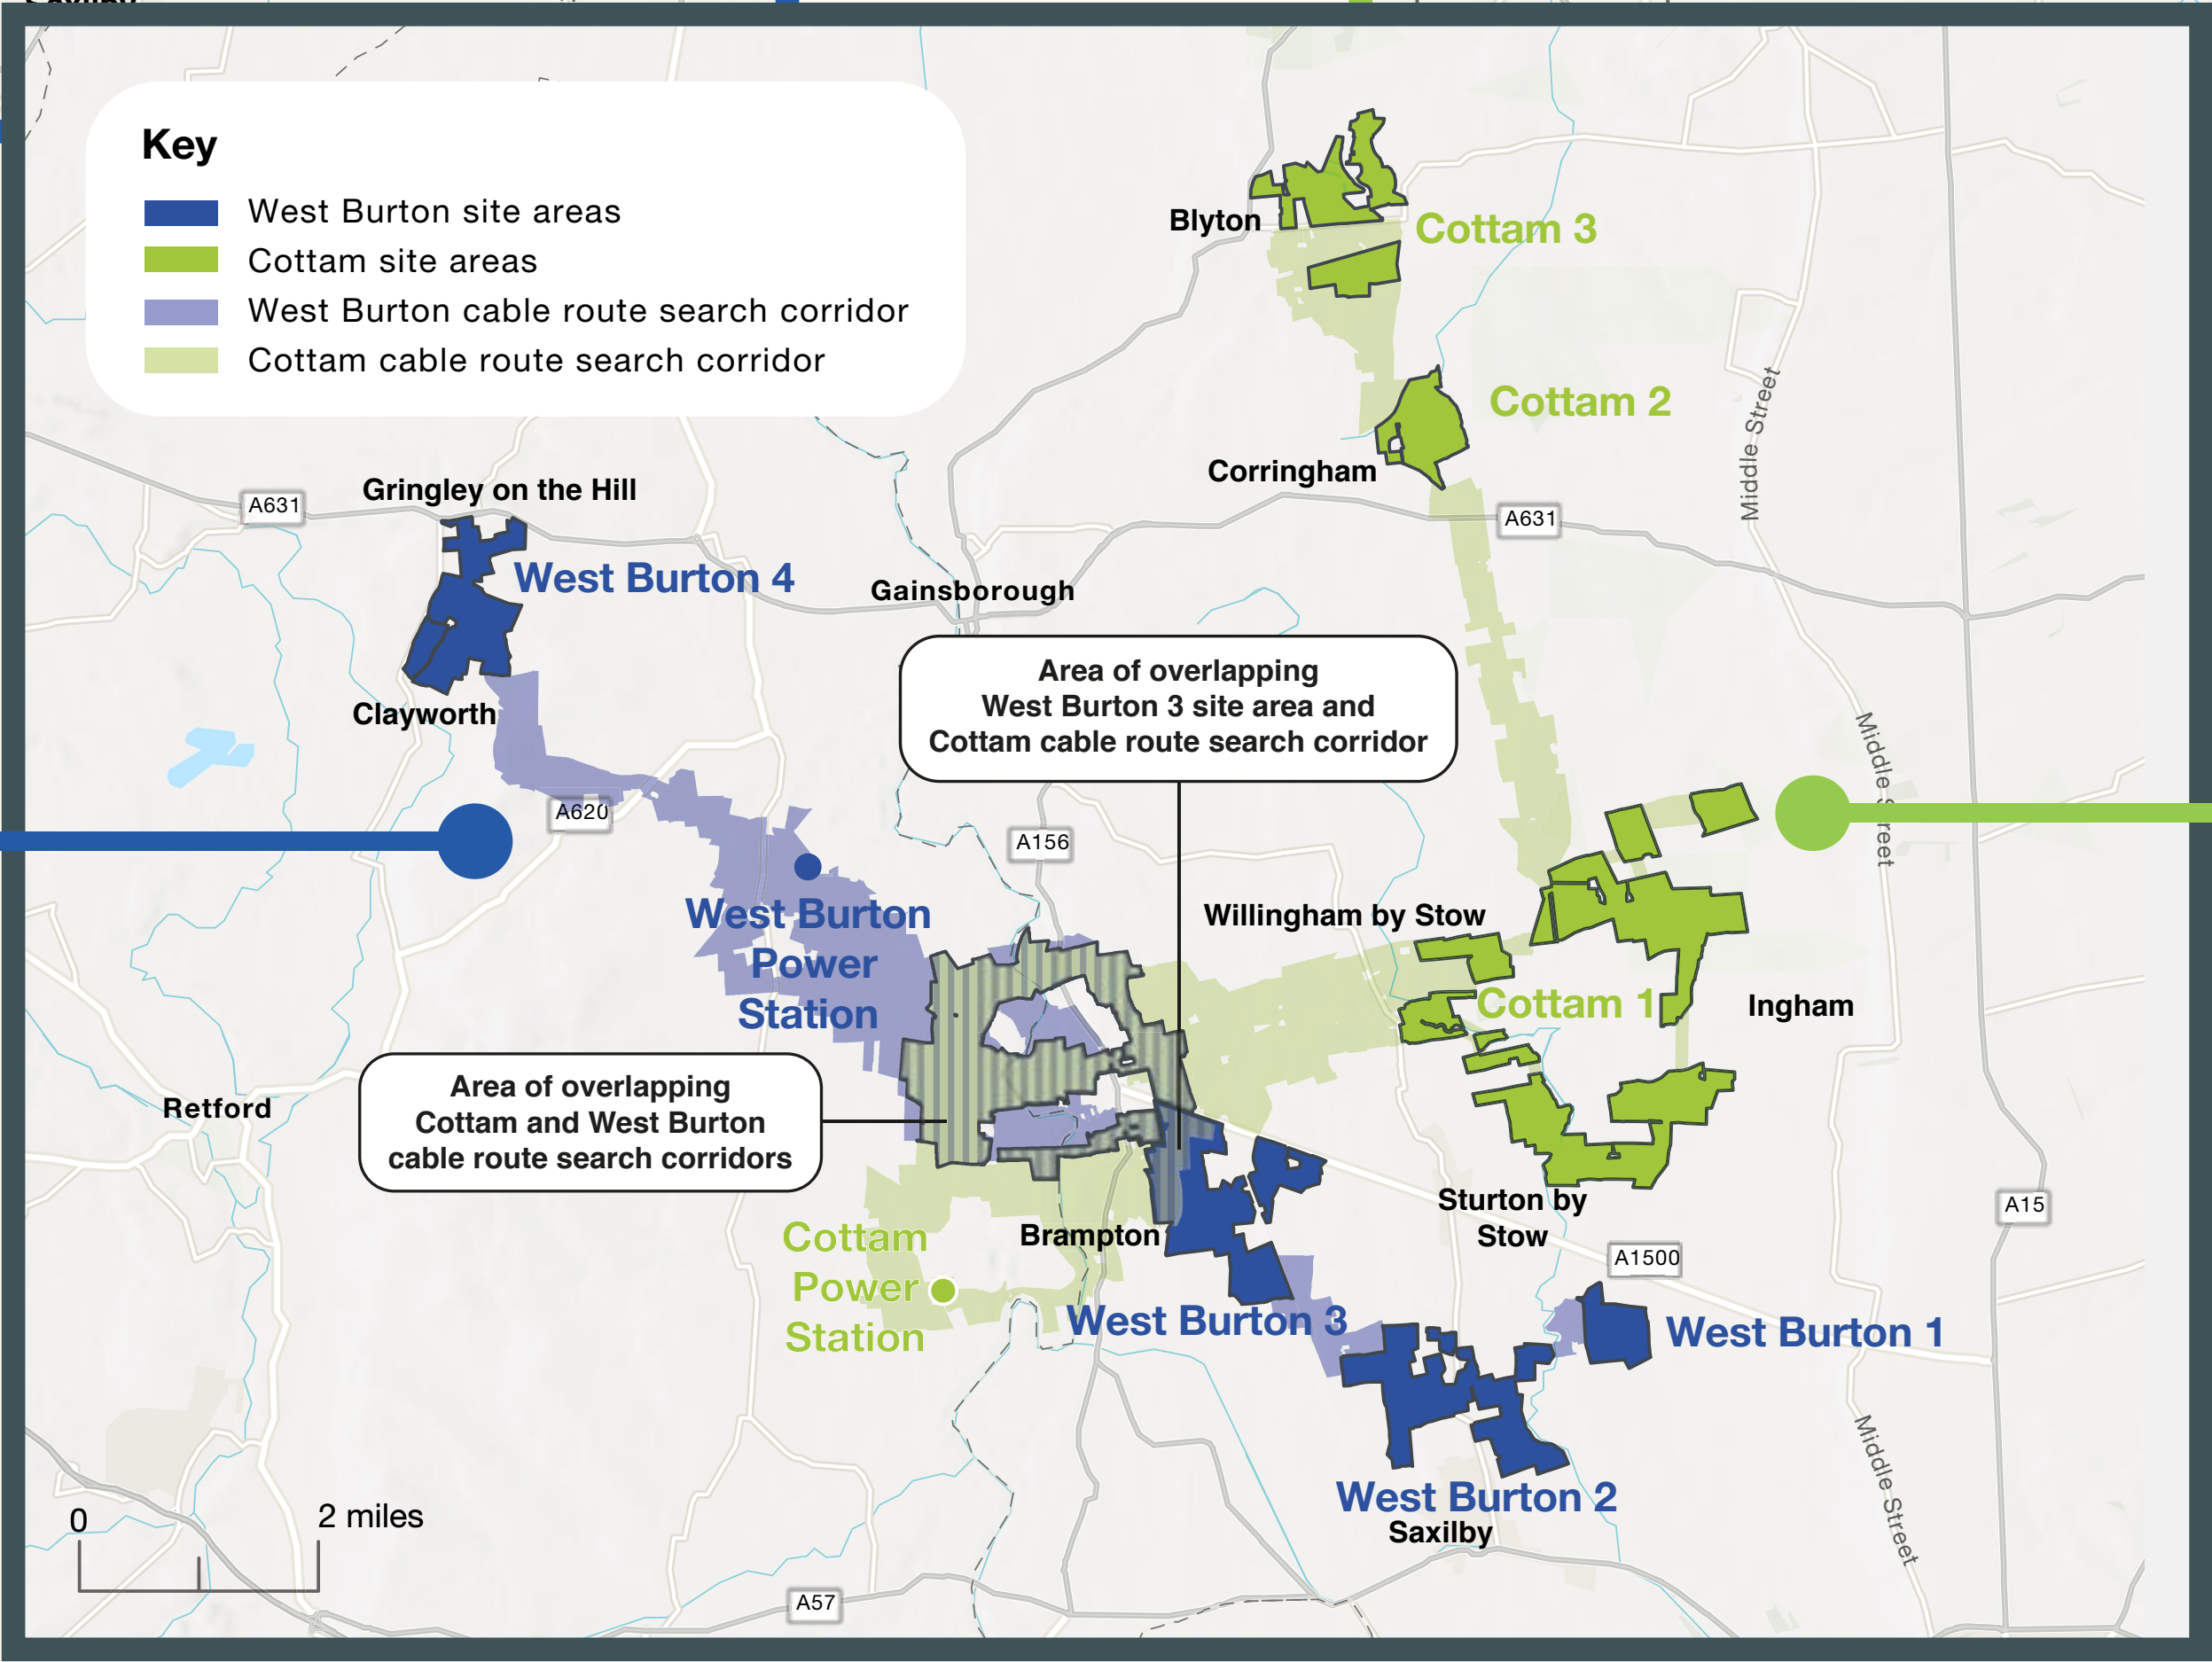 Key
West Burton site areas
Cottam site areas
West Burton cable route search corridor
Cottam cable route search corridor
Blyton
Cottam 3
Cottam 2
Corringham
Middle Street
A631
Gringley on the Hill
A631
West Burton 4
Gainsborough
Area of overlapping
West Burton 3 site area and
Cottam cable route search corridor
Clayworth
Middle Street
A620
A156
West Burton
Power
Station
Willingham by Stow
Cottam 1
Ingham
Area of overlapping
Cottam and West Burton
cable route search corridors
Retford
Sturton by
Stow
A15
Cottam
Power
Station
Brampton
A1500
West Burton 3
West Burton 1
West Burton 2
Saxilby
Middle Street
0
2 miles
A57